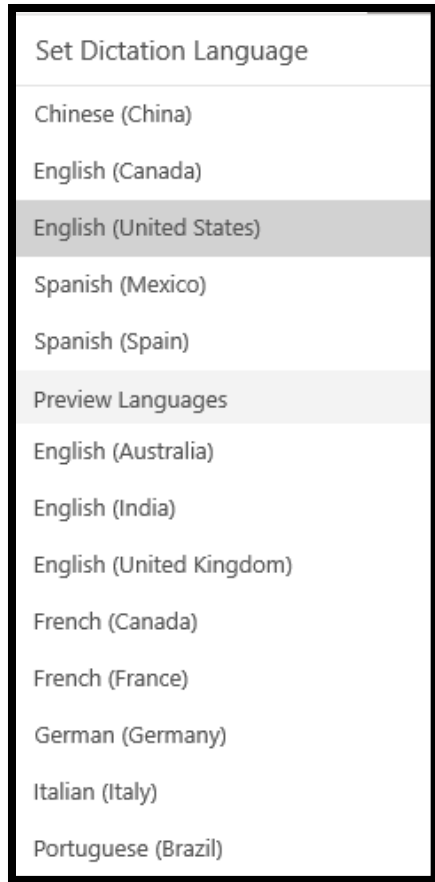 Set Dictation Language
Chinese (China)
English (Canada)
English (United States)
Spanish (Mexico)
Spanish (Spain)
Preview Languages
English (Australia)
English (India)
English (United Kingdom)
French (Canada)
French (France)
German (Germany)
Italian (Italy)
Portuguese (Brazil)